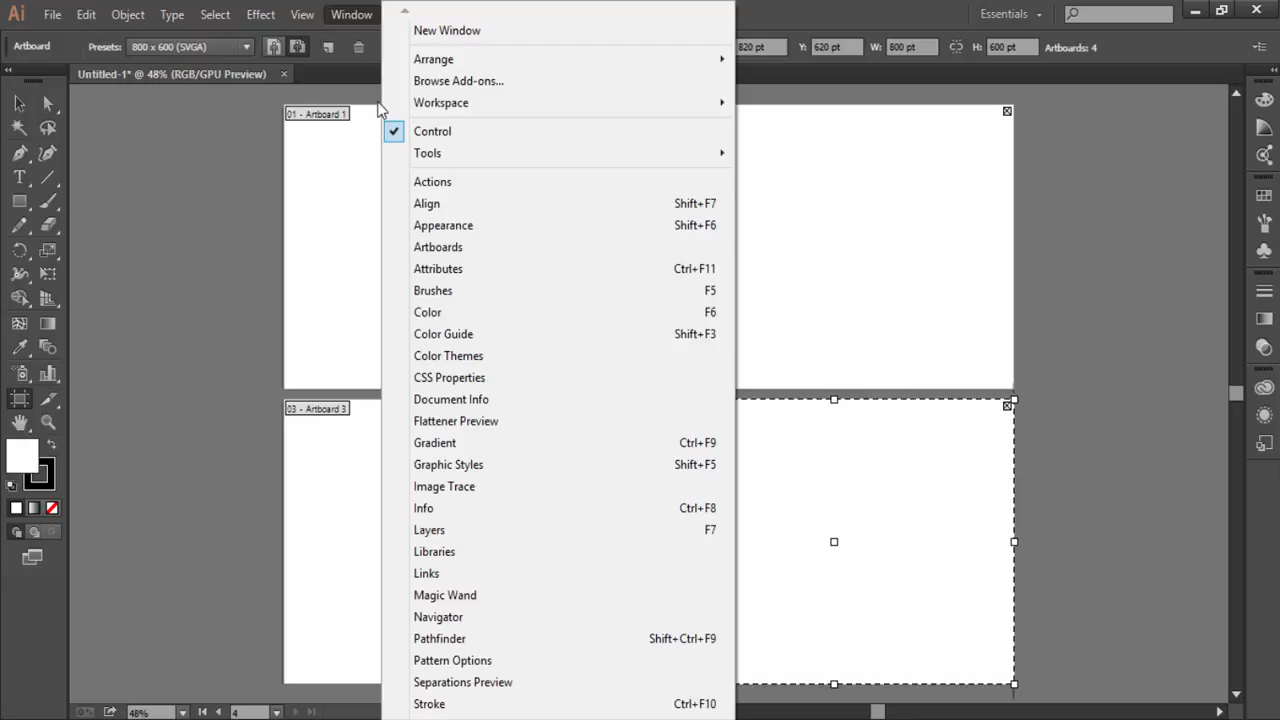 Ai File Edit Object Type Select Effect View Window Essentials
Artboard Presets: 800 x 600 (SVGA) 820 pt Y: 620 pt W: 800 pt H: 600 pt Artboards: 4
Untitled-1* @ 48% (RGB/GPU Preview)
01 - Artboard 1
03 - Artboard 3
New Window
Arrange
Browse Add-ons...
Workspace
Control
Tools
Actions
Align Shift+F7
Appearance Shift+F6
Artboards
Attributes Ctrl+F11
Brushes F5
Color F6
Color Guide Shift+F3
Color Themes
CSS Properties
Document Info
Flattener Preview
Gradient Ctrl+F9
Graphic Styles Shift+F5
Image Trace
Info Ctrl+F8
Layers F7
Libraries
Links
Magic Wand
Navigator
Pathfinder Shift+Ctrl+F9
Pattern Options
Separations Preview
Stroke Ctrl+F10
48% 4